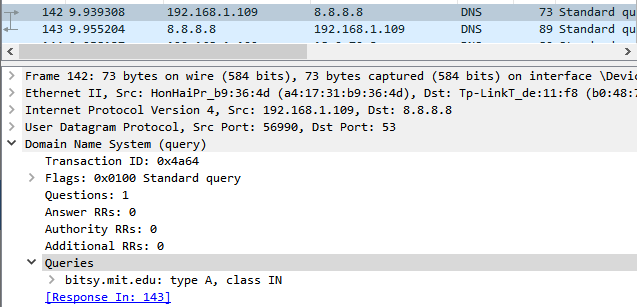 142 9.939308 192.168.1.109 8.8.8.8 DNS 73 Standard qu
143 9.955204 8.8.8.8 192.168.1.109 DNS 89 Standard qu
Frame 142: 73 bytes on wire (584 bits), 73 bytes captured (584 bits) on interface \Devic
Ethernet II, Src: HonHaiPr_b9:36:4d (a4:17:31:b9:36:4d), Dst: Tp-LinkT_de:11:f8 (b0:48:7
Internet Protocol Version 4, Src: 192.168.1.109, Dst: 8.8.8.8
User Datagram Protocol, Src Port: 56990, Dst Port: 53
Domain Name System (query)
Transaction ID: 0x4a64
Flags: 0x0100 Standard query
Questions: 1
Answer RRs: 0
Authority RRs: 0
Additional RRs: 0
Queries
bitsy.mit.edu: type A, class IN
[Response In: 143]